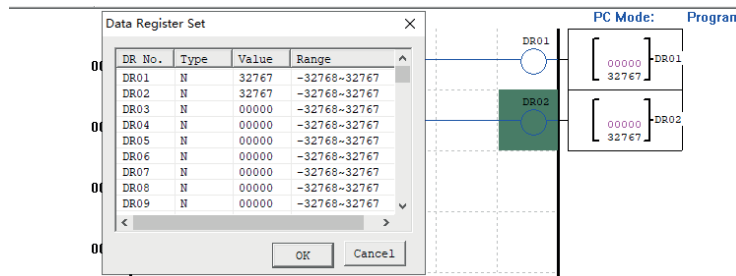 PC Mode: Program
Data Register Set
DR No. Type Value Range
DR01 N 32767 -32768~32767
DR02 N 32767 -32768~32767
DR03 N 00000 -32768~32767
DR04 N 00000 -32768~32767
DR05 N 00000 -32768~32767
DR06 N 00000 -32768~32767
DR07 N 00000 -32768~32767
DR08 N 00000 -32768~32767
DR09 N 00000 -32768~32767
OK Cancel
DR01
00000
32767
DR01
DR02
00000
32767
DR02